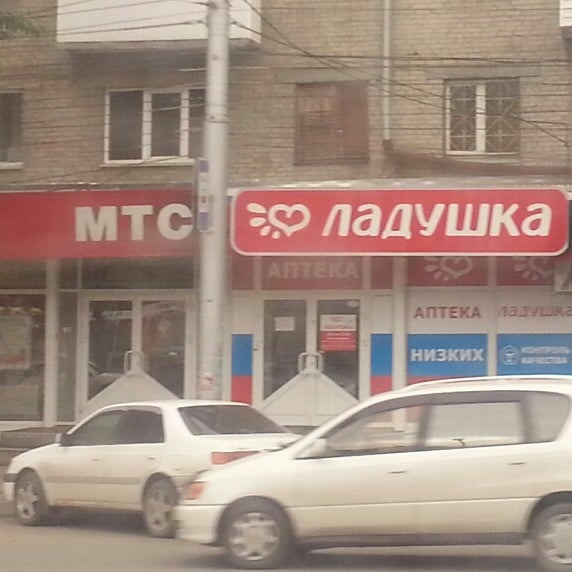 МТС
ладушка
АПТЕКА
АПТЕКА ладушка
НИЗКИХ
КОНТРОЛЬ
КАЧЕСТВА